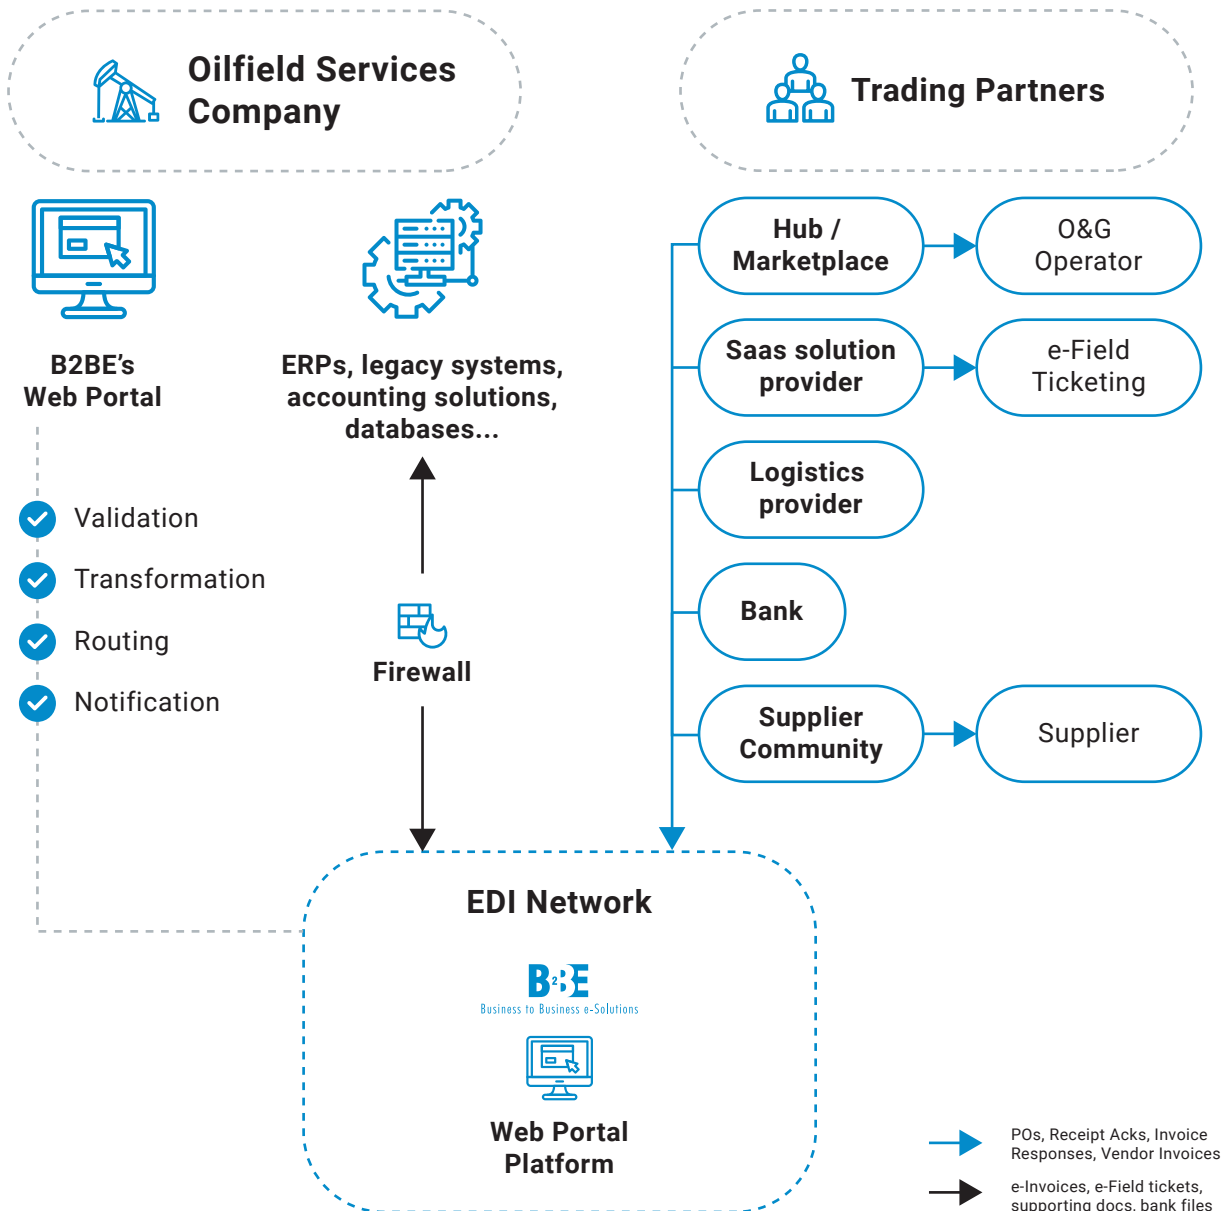 Oilfield Services
Company
Trading Partners
B2BE's
Web Portal
ERPs, legacy systems,
accounting solutions,
databases...
Validation
Transformation
Routing
Notification
Firewall
Hub /
Marketplace
O&G
Operator
Saas solution
provider
e-Field
Ticketing
Logistics
provider
Bank
Supplier
Community
Supplier
EDI Network
B2BE
Business to Business e-Solutions
Web Portal
Platform
POs, Receipt Acks, Invoice
Responses, Vendor Invoices
e-Invoices, e-Field tickets,
supporting docs, bank files